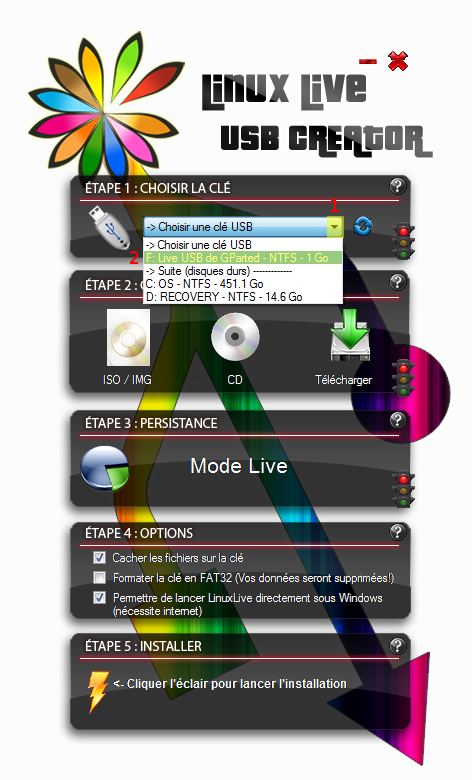 Linux Live
USB CREATOR
ÉTAPE 1 : CHOISIR LA CLÉ
?
1
-> Choisir une clé USB
-> Choisir une clé USB
2
F: Live USB de GParted - NTFS - 1 Go
-> Suite (disques durs) -------------
C: OS - NTFS - 451.1 Go
D: RECOVERY - NTFS - 14.6 Go
ÉTAPE 2 :
?
ISO / IMG
CD
Télécharger
ÉTAPE 3 : PERSISTANCE
?
Mode Live
ÉTAPE 4 : OPTIONS
?
Cacher les fichiers sur la clé
Formater la clé en FAT32 (Vos données seront supprimées!)
Permettre de lancer LinuxLive directement sous Windows
(nécessite internet)
ÉTAPE 5 : INSTALLER
?
<- Cliquer l'éclair pour lancer l'installation